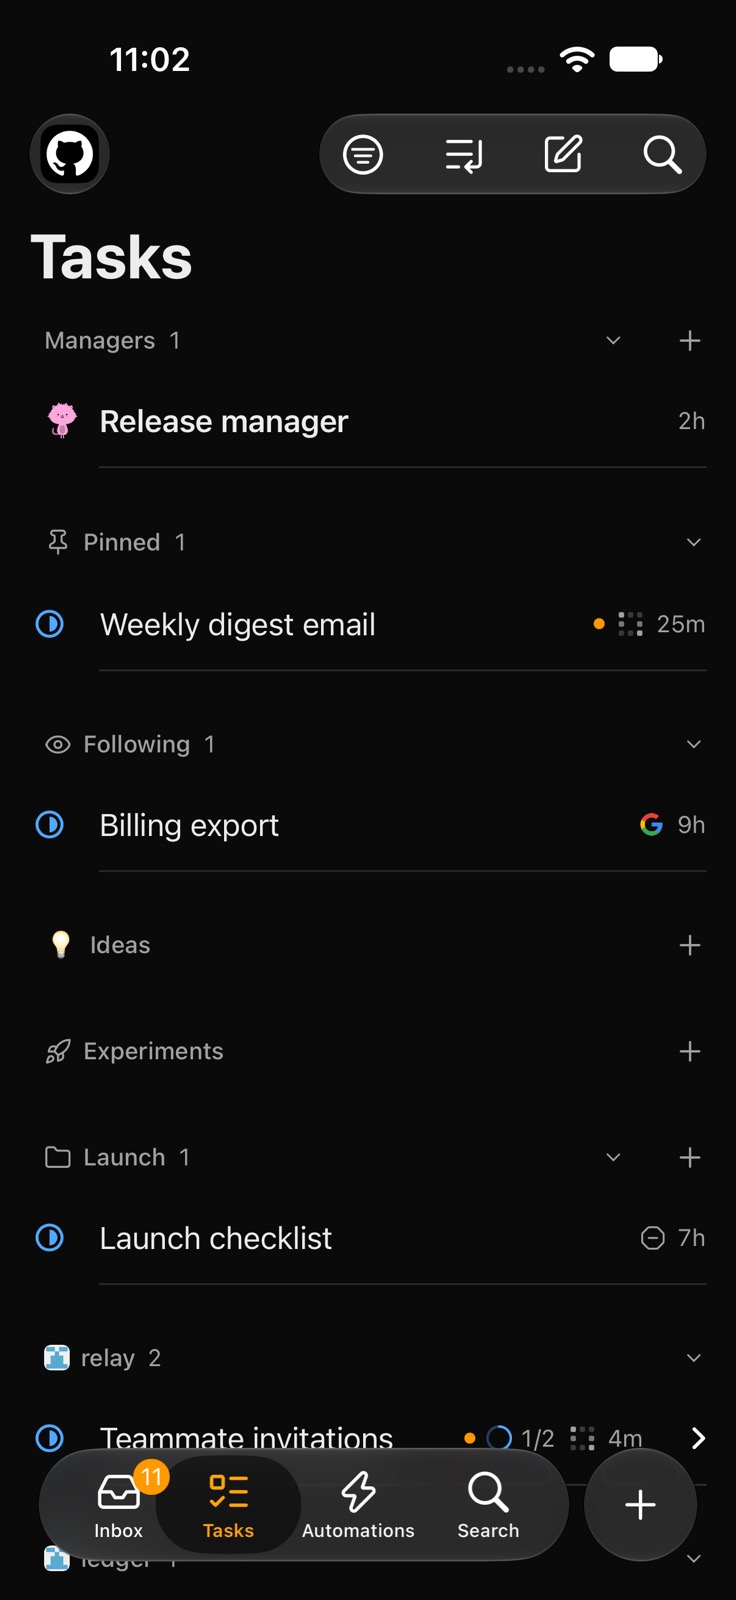 11:02
Tasks
Managers 1
Release manager 2h
Pinned 1
Weekly digest email 25m
Following 1
Billing export 9h
Ideas
Experiments
Launch 1
Launch checklist 7h
relay 2
Teammate invitations 1/2 4m
11
Inbox Tasks Automations Search
ledger 1